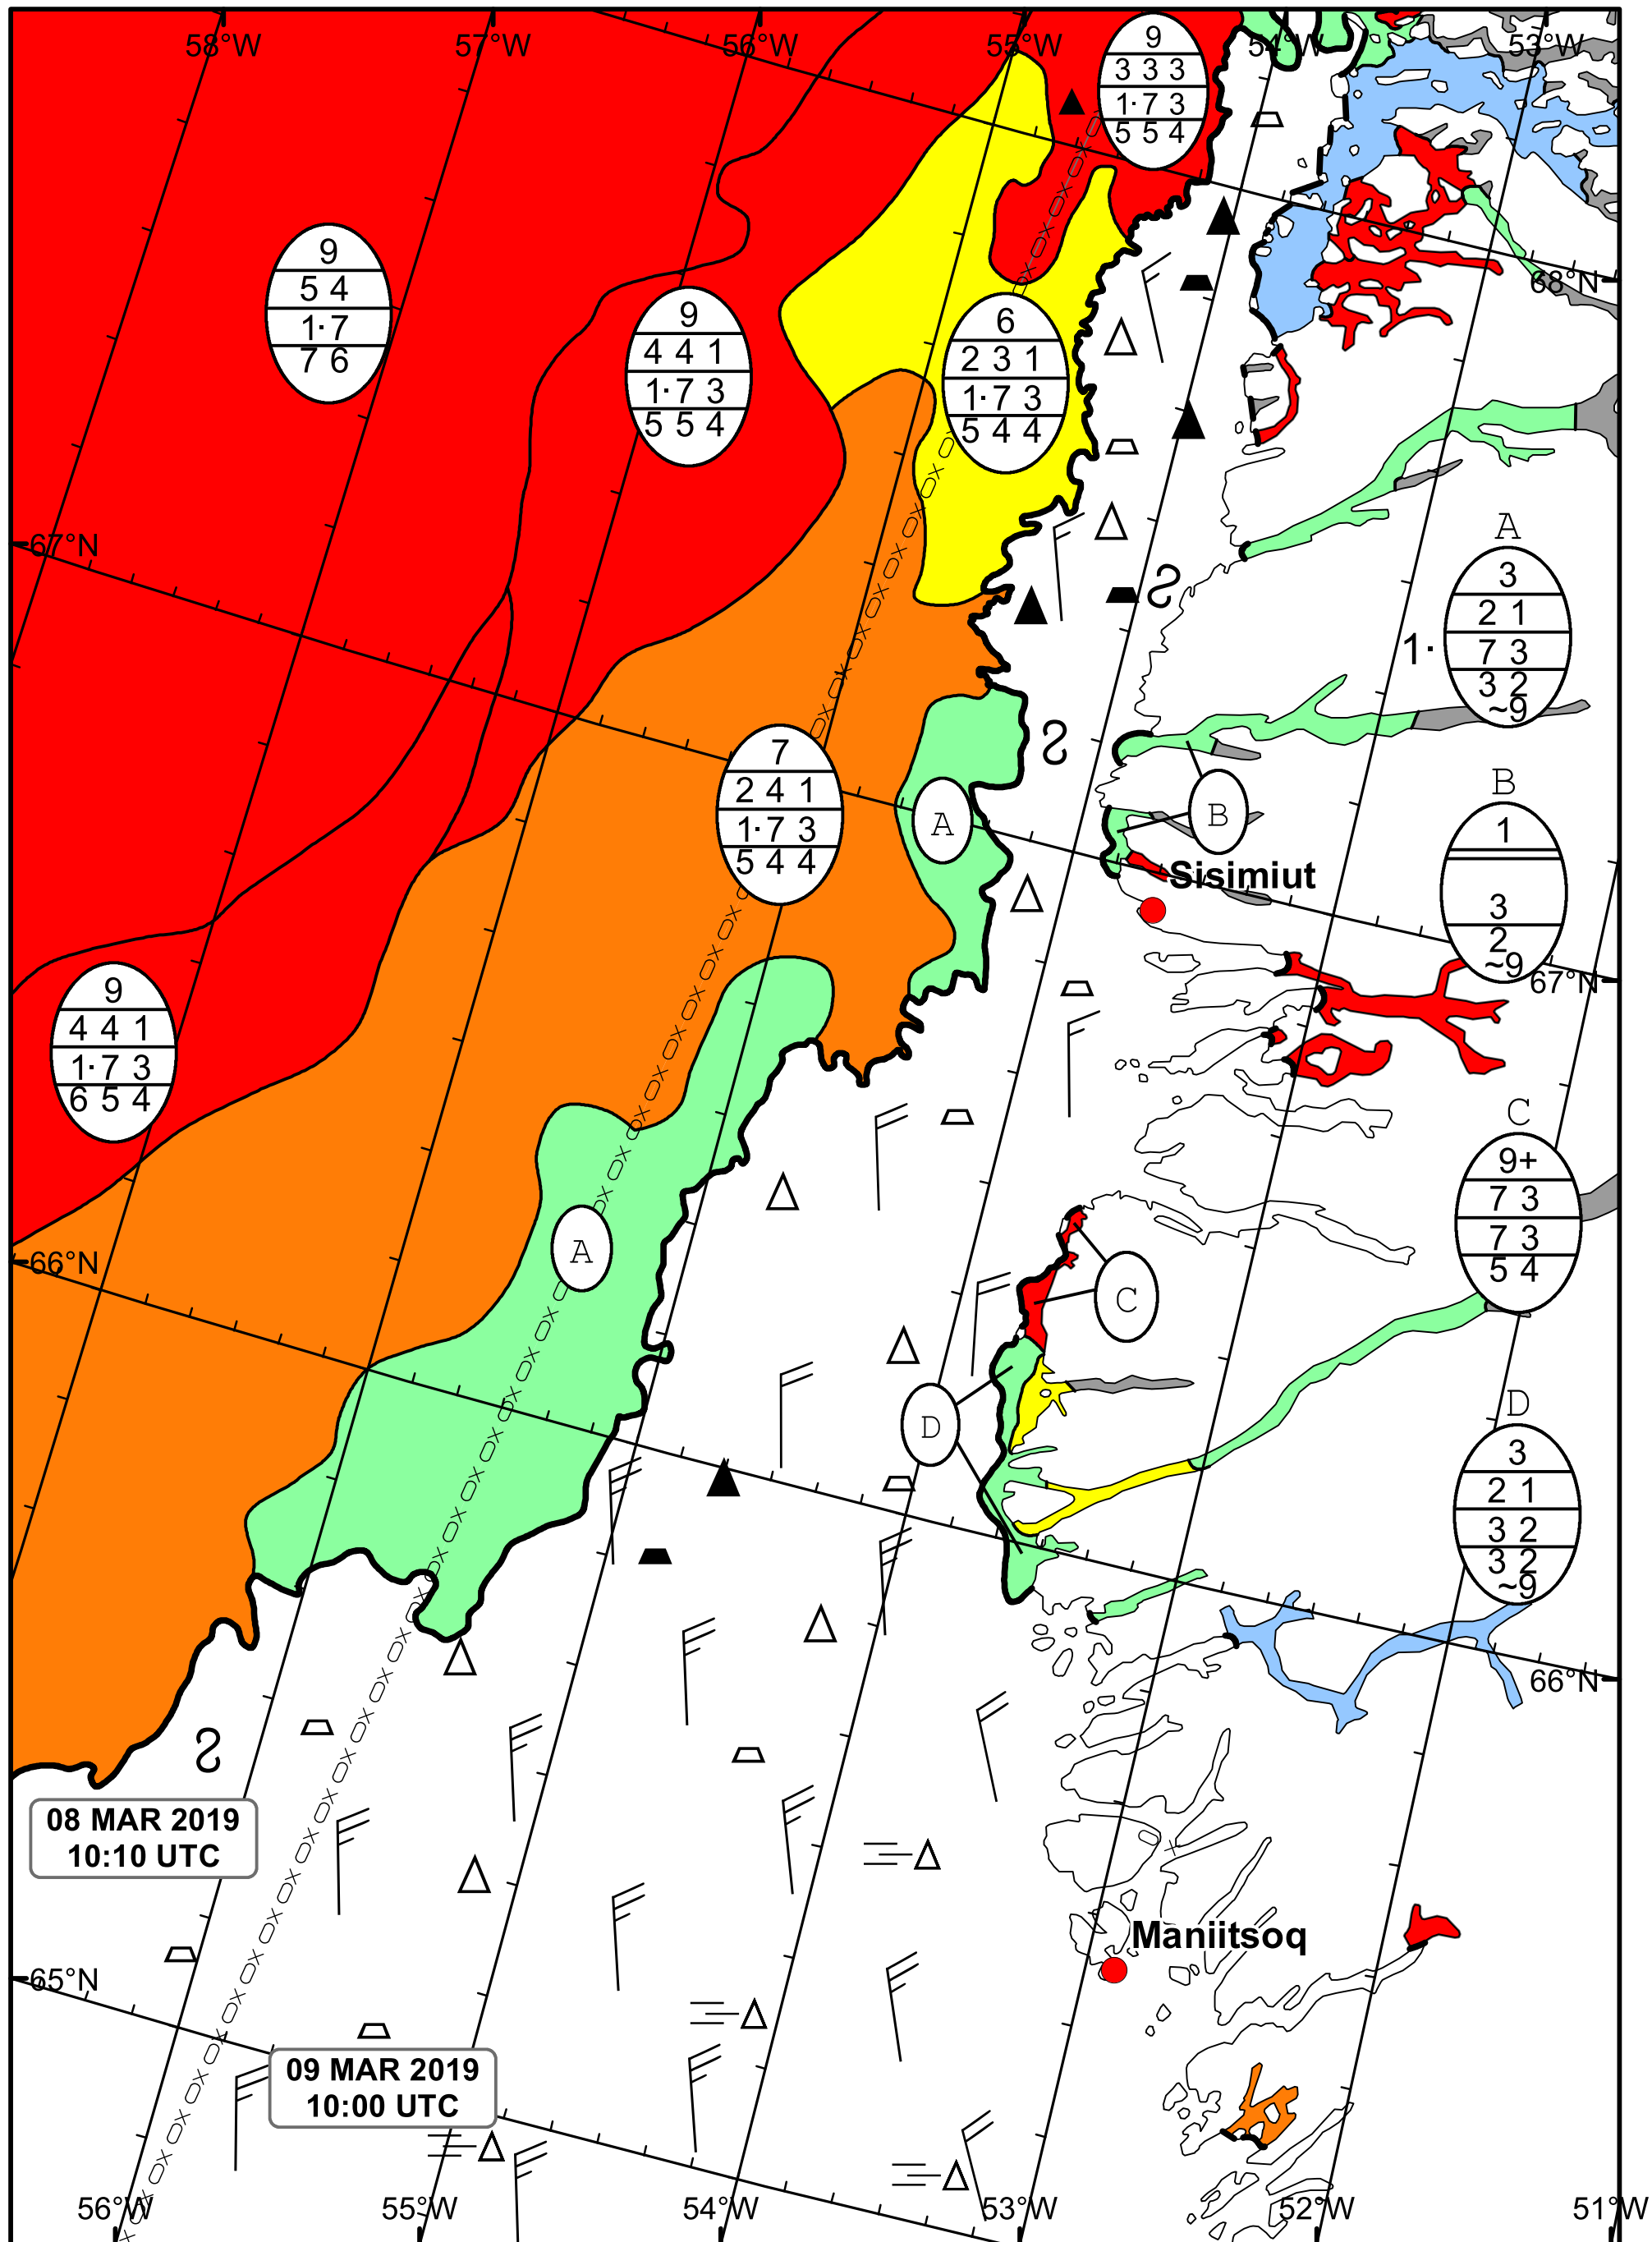 58°W 57°W 56°W 55°W 54°W 53°W
9
3 3 3
1· 7 3
5 5 4
9
5 4
1· 7
7 6
68°N
9
4 4 1
1· 7 3
5 5 4
6
2 3 1
1· 7 3
5 4 4
67°N
A
3
2 1
1· 7 3
3 2
~9
7
2 4 1
1· 7 3
5 4 4
A
B
B
1
3
2
~9
Sisimiut
67°N
9
4 4 1
1· 7 3
6 5 4
C
9+
7 3
7 3
5 4
A
66°N
C
D
D
3
2 1
3 2
3 2
~9
66°N
08 MAR 2019
10:10 UTC
Maniitsoq
65°N
09 MAR 2019
10:00 UTC
56°W 55°W 54°W 53°W 52°W 51°W